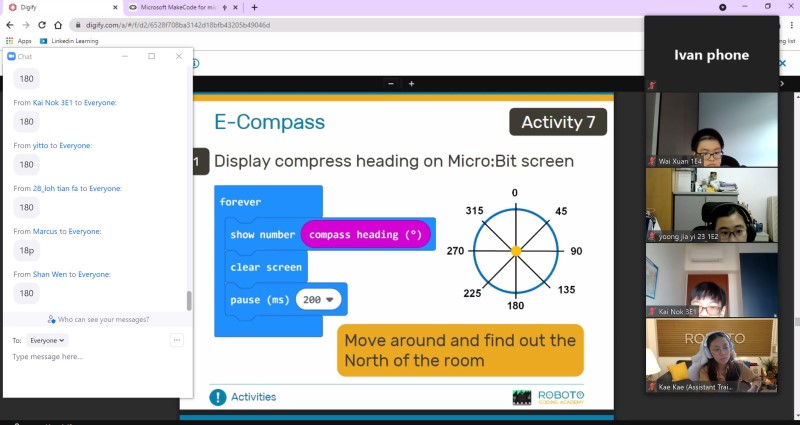 Digify
Microsoft MakeCode for mi
digify.com/a/#/f/d2/6528f708ba3142d18bfb43205b49046d
Apps
Linkedin Learning
Chat
180
From Kai Nok 3E1 to Everyone:
180
From yitto to Everyone:
180
From 28_loh tian fa to Everyone:
180
From Marcus to Everyone:
18p
From Shan Wen to Everyone:
180
Who can see your messages?
To: Everyone
Type message here...
E-Compass
Activity 7
1 Display compress heading on Micro:Bit screen
forever
show number compass heading (°)
clear screen
pause (ms) 200
0
45
90
135
180
225
270
315
Move around and find out the
North of the room
Activities
ROBOTO
CODING ACADEMY
Ivan phone
Wai Xuan 1E4
yoong jia yi 23 1E2
Kai Nok 3E1
ROBOTO
Kae Kae (Assistant Trai...
ng list